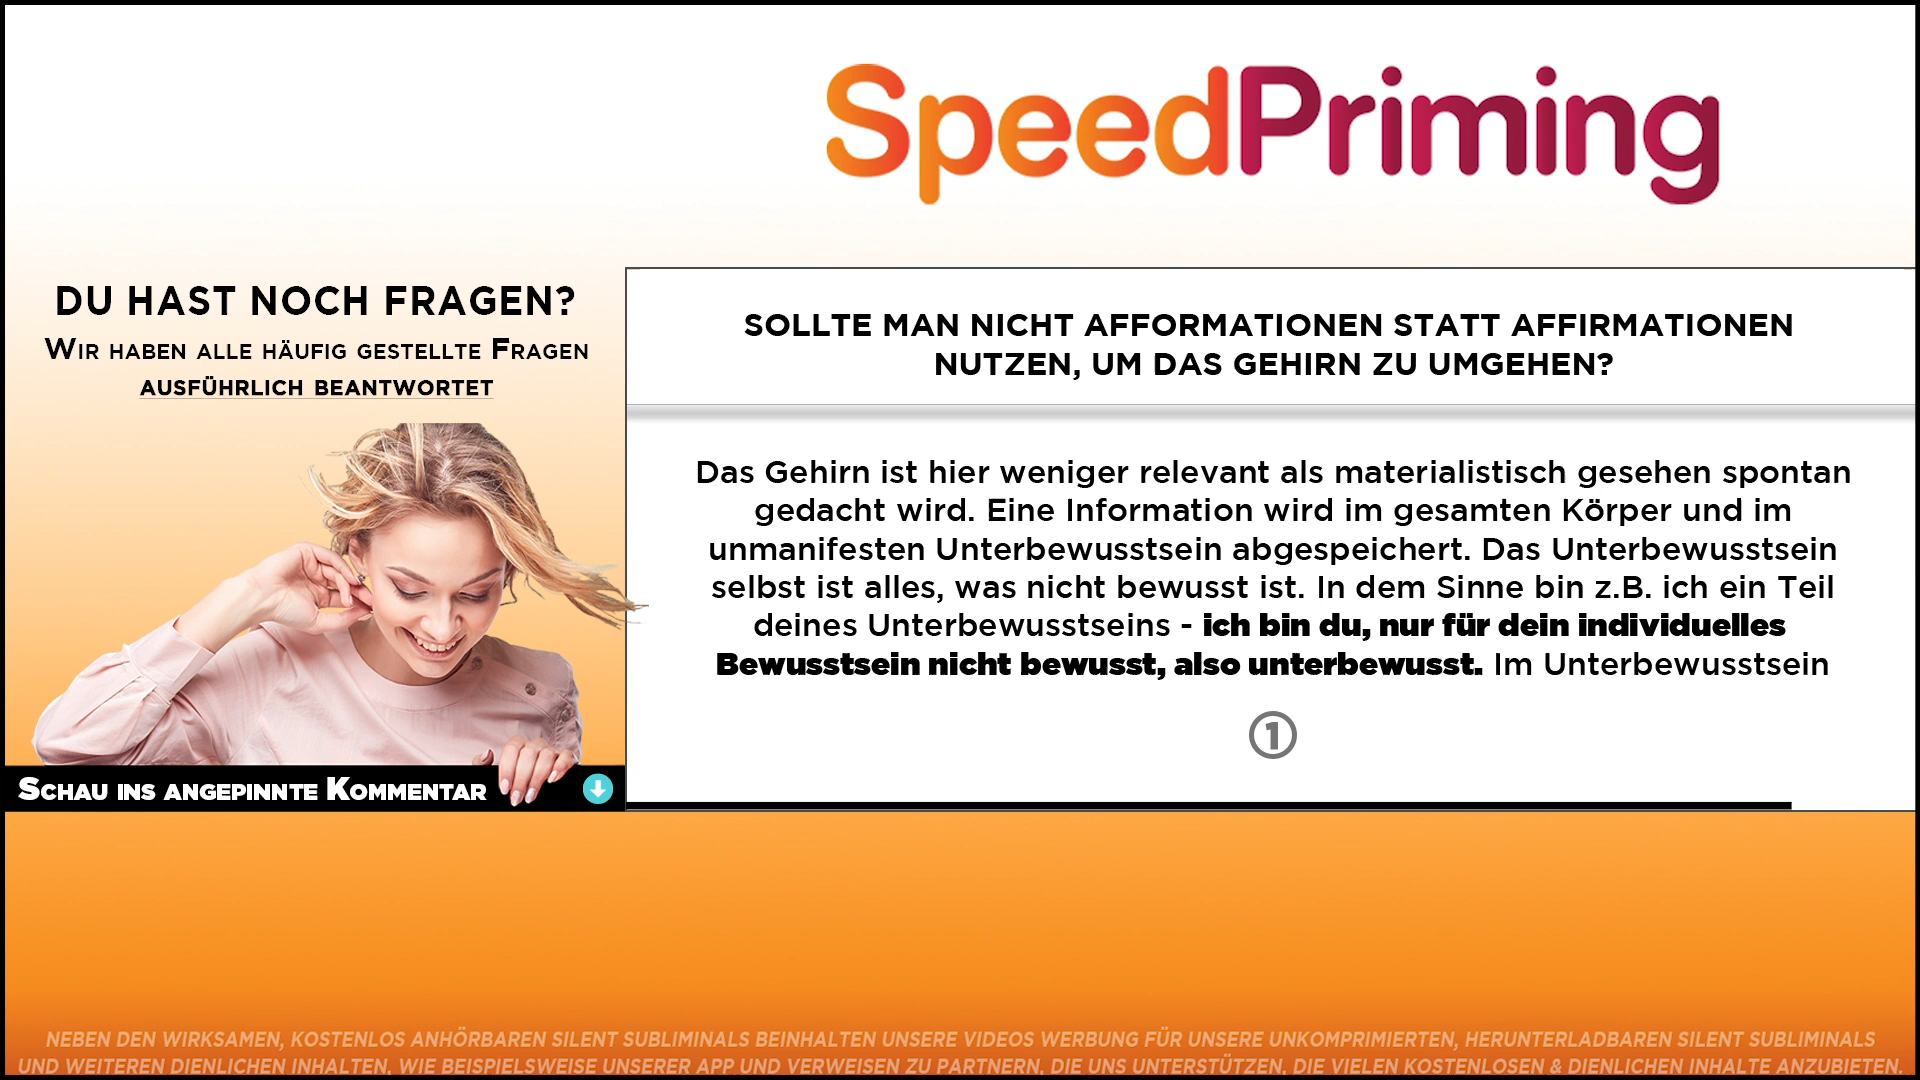 SpeedPriming
DU HAST NOCH FRAGEN?
WIR HABEN ALLE HÄUFIG GESTELLTE FRAGEN
AUSFÜHRLICH BEANTWORTET
SCHAU INS ANGEPINNTE KOMMENTAR
SOLLTE MAN NICHT AFFORMATIONEN STATT AFFIRMATIONEN
NUTZEN, UM DAS GEHIRN ZU UMGEHEN?
Das Gehirn ist hier weniger relevant als materialistisch gesehen spontan
gedacht wird. Eine Information wird im gesamten Körper und im
unmanifesten Unterbewusstsein abgespeichert. Das Unterbewusstsein
selbst ist alles, was nicht bewusst ist. In dem Sinne bin z.B. ich ein Teil
deines Unterbewusstseins - ich bin du, nur für dein individuelles
Bewusstsein nicht bewusst, also unterbewusst. Im Unterbewusstsein
1
NEBEN DEN WIRKSAMEN, KOSTENLOS ANHÖRBAREN SILENT SUBLIMINALS BEINHALTEN UNSERE VIDEOS WERBUNG FÜR UNSERE UNKOMPRIMIERTEN, HERUNTERLADBAREN SILENT SUBLIMINALS
UND WEITEREN DIENLICHEN INHALTEN, WIE BEISPIELSWEISE UNSERER APP UND VERWEISEN ZU PARTNERN, DIE UNS UNTERSTÜTZEN, DIE VIELEN KOSTENLOSEN & DIENLICHEN INHALTE ANZUBIETEN.